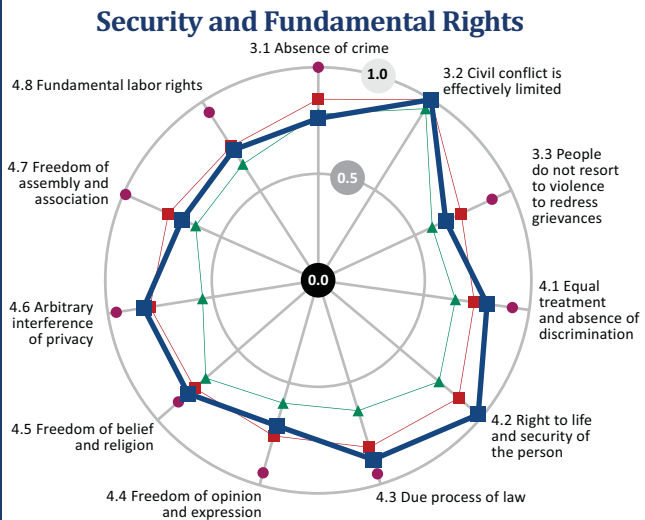 Security and Fundamental Rights
3.1 Absence of crime
1.0
3.2 Civil conflict is
effectively limited
4.8 Fundamental labor rights
0.5
3.3 People
do not resort
to violence
to redress
grievances
4.7 Freedom of
assembly and
association
0.0
4.1 Equal
treatment
and absence of
discrimination
4.6 Arbitrary
interference
of privacy
4.2 Right to life
and security of
the person
4.5 Freedom of belief
and religion
4.4 Freedom of opinion
and expression
4.3 Due process of law